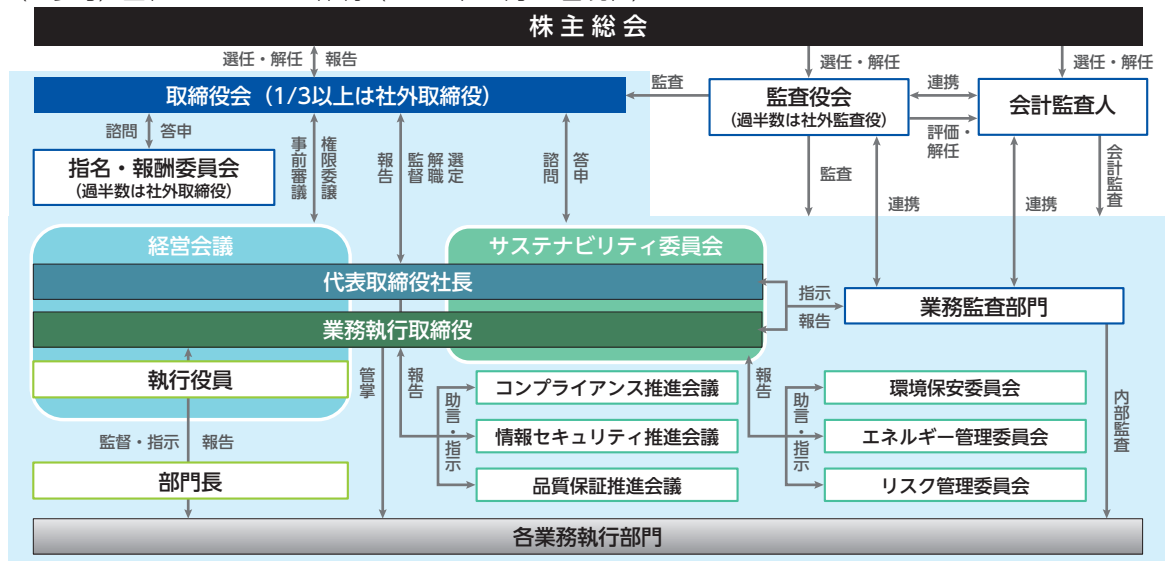 株主総会
選任・解任
報告
選任・解任
選任・解任
取締役会（1/3以上は社外取締役）
監査
監査役会
(過半数は社外監査役)
連携
評価・
解任
会計監査人
諮問
答申
指名・報酬委員会
(過半数は社外取締役)
事前審議
権限委譲
報告
監督
解職
選定
諮問
答申
監査
連携
連携
会計監査
経営会議
サステナビリティ委員会
代表取締役社長
業務執行取締役
指示
報告
業務監査部門
執行役員
管掌
報告
助言・指示
コンプライアンス推進会議
情報セキュリティ推進会議
品質保証推進会議
報告
助言・指示
環境保安委員会
エネルギー管理委員会
リスク管理委員会
内部監査
監督・指示
報告
部門長
各業務執行部門